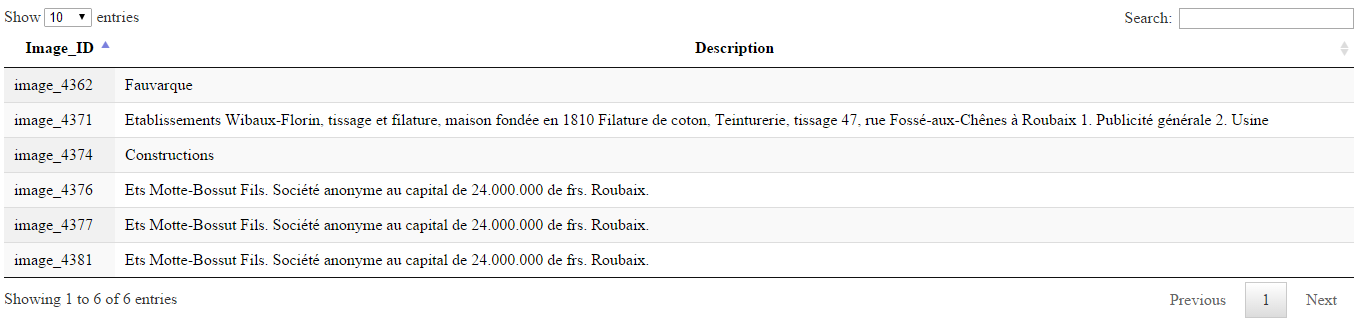 Show 10 entries Search:
Image_ID Description
image_4362 Fauvarque
image_4371 Etablissements Wibaux-Florin, tissage et filature, maison fondée en 1810 Filature de coton, Teinturerie, tissage 47, rue Fossé-aux-Chênes à Roubaix 1. Publicité générale 2. Usine
image_4374 Constructions
image_4376 Ets Motte-Bossut Fils. Société anonyme au capital de 24.000.000 de frs. Roubaix.
image_4377 Ets Motte-Bossut Fils. Société anonyme au capital de 24.000.000 de frs. Roubaix.
image_4381 Ets Motte-Bossut Fils. Société anonyme au capital de 24.000.000 de frs. Roubaix.
Showing 1 to 6 of 6 entries Previous 1 Next